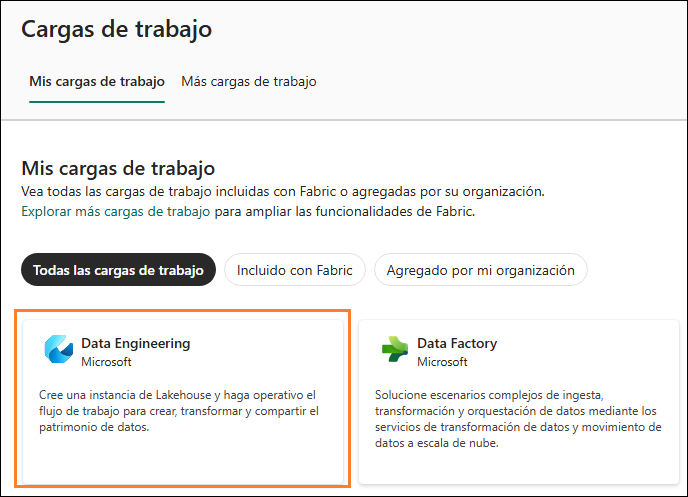 Cargas de trabajo
Mis cargas de trabajo Más cargas de trabajo
Mis cargas de trabajo
Vea todas las cargas de trabajo incluidas con Fabric o agregadas por su organización.
Explorar más cargas de trabajo para ampliar las funcionalidades de Fabric.
Todas las cargas de trabajo Incluido con Fabric Agregado por mi organización
Data Engineering
Microsoft
Cree una instancia de Lakehouse y haga operativo el
flujo de trabajo para crear, transformar y compartir el
patrimonio de datos.
Data Factory
Microsoft
Solucione escenarios complejos de ingesta,
transformación y orquestación de datos mediante los
servicios de transformación de datos y movimiento de
datos a escala de nube.